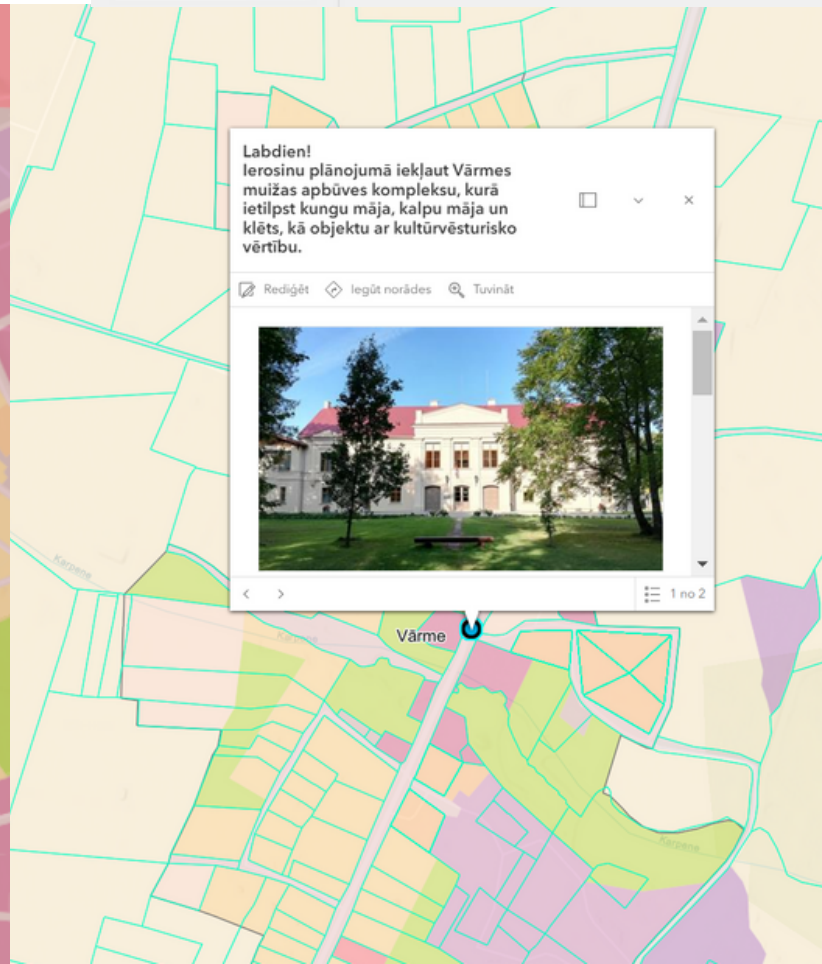 Labdien!
Ierosinu plānojumā iekļaut Vārmes
muižas apbūves kompleksu, kurā
ietilpst kungu māja, kalpu māja un
klēts, kā objektu ar kultūrvēsturisko
vērtību.
Rediģēt Iegūt norādes Tuvināt
1 no 2
Karpene
Vārme
Karpene
Karpene